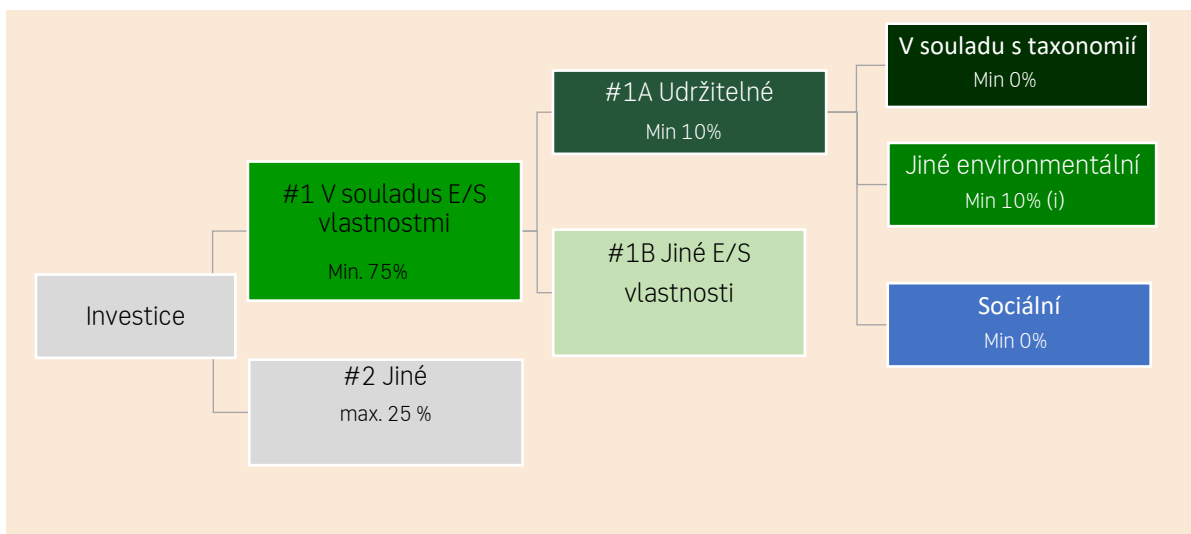 Investice
#1 V souladus E/S
vlastnostmi
Min. 75%
#2 Jiné
max. 25 %
#1A Udržitelné
Min 10%
#1B Jiné E/S
vlastnosti
V souladu s taxonomií
Min 0%
Jiné environmentální
Min 10% (i)
Sociální
Min 0%